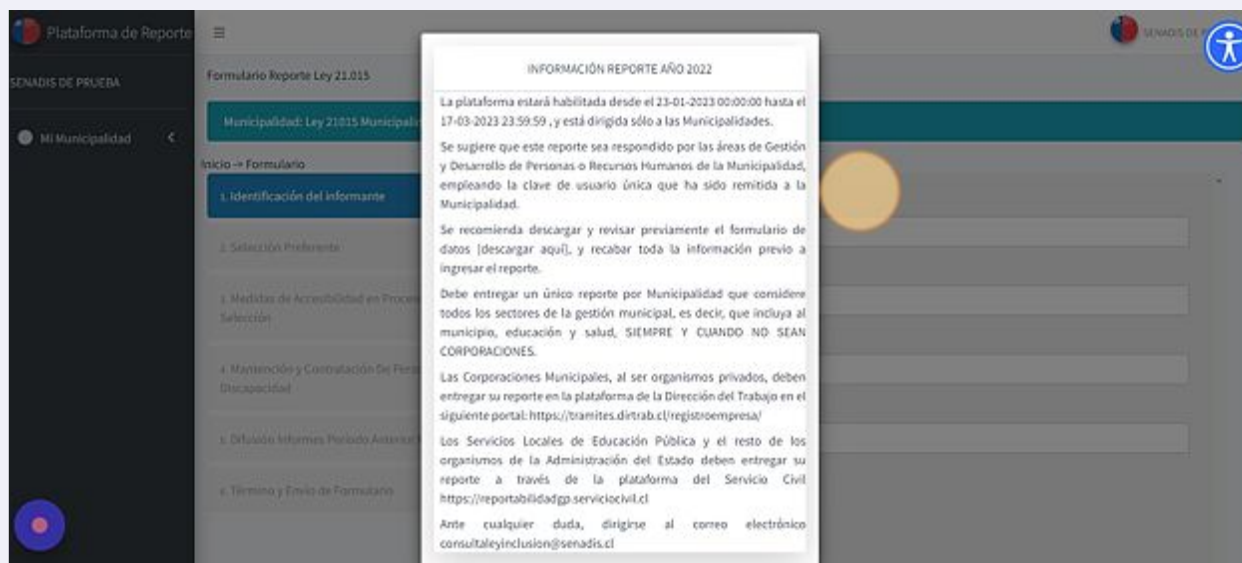 Plataforma de Reporte
SENADIS DE
SENADIS DE PRUEBA
Mi Municipalidad
Formulario Reporte Ley 21.015
Municipalidad: Ley 21015
Inicio -> Formulario
1. Identificación del informante
2. Selección Preferente
3. Medidas de Accesibilidad en
Selección
4. Mantención y Contratación De
Discapacidad
5. Difusión Informes Período Anterior
6. Término y Envío de Formulario
INFORMACIÓN REPORTE AÑO 2022
La plataforma estará habilitada desde el 23-01-2023 00:00:00 hasta el
17-03-2023 23:59:59 , y está dirigida sólo a las Municipalidades.
Se sugiere que este reporte sea respondido por las áreas de Gestión
y Desarrollo de Personas o Recursos Humanos de la Municipalidad,
empleando la clave de usuario única que ha sido remitida a la
Municipalidad.
Se recomienda descargar y revisar previamente el formulario de
datos [descargar aquí], y recabar toda la información previo a
ingresar el reporte.
Debe entregar un único reporte por Municipalidad que considere
todos los sectores de la gestión municipal, es decir, que incluya al
municipio, educación y salud, SIEMPRE Y CUANDO NO SEAN
CORPORACIONES.
Las Corporaciones Municipales, al ser organismos privados, deben
entregar su reporte en la plataforma de la Dirección del Trabajo en el
siguiente portal: https://tramites.dirtrab.cl/registroempresa/
Los Servicios Locales de Educación Pública y el resto de los
organismos de la Administración del Estado deben entregar su
reporte a través de la plataforma del Servicio Civil
https://reportabilidadgp.serviciocivil.cl
Ante cualquier duda, dirigirse al correo electrónico
consultaleyinclusion@senadis.cl